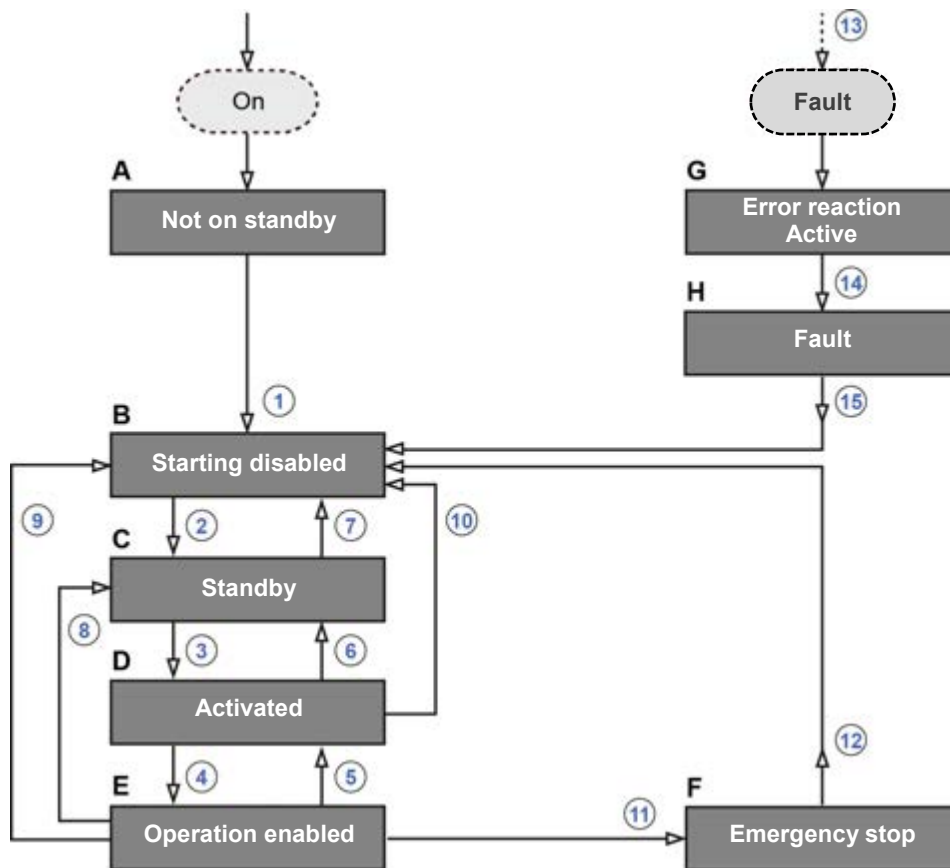 13
On
Fault
A
G
Not on standby
Error reaction
Active
14
H
Fault
1
15
B
Starting disabled
9
2
7
10
C
Standby
8
3
6
D
Activated
12
4
5
E
F
11
Operation enabled
Emergency stop